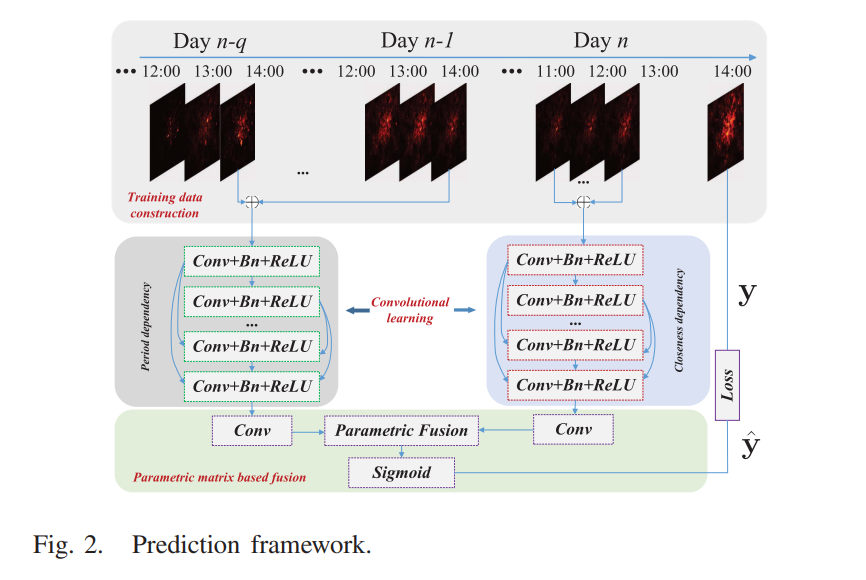 Day n-q Day n-1 Day n
••• 12:00 13:00 14:00 ••• 12:00 13:00 14:00 ••• 11:00 12:00 13:00 14:00
...
...
Training data
construction
Period dependency
Conv+Bn+ReLU
Conv+Bn+ReLU
...
Conv+Bn+ReLU
Conv+Bn+ReLU
Convolutional
learning
Conv+Bn+ReLU
Conv+Bn+ReLU
...
Conv+Bn+ReLU
Conv+Bn+ReLU
Closeness dependency
y
Loss
ŷ
Conv Parametric Fusion Conv
Parametric matrix based fusion
Sigmoid
Fig. 2. Prediction framework.